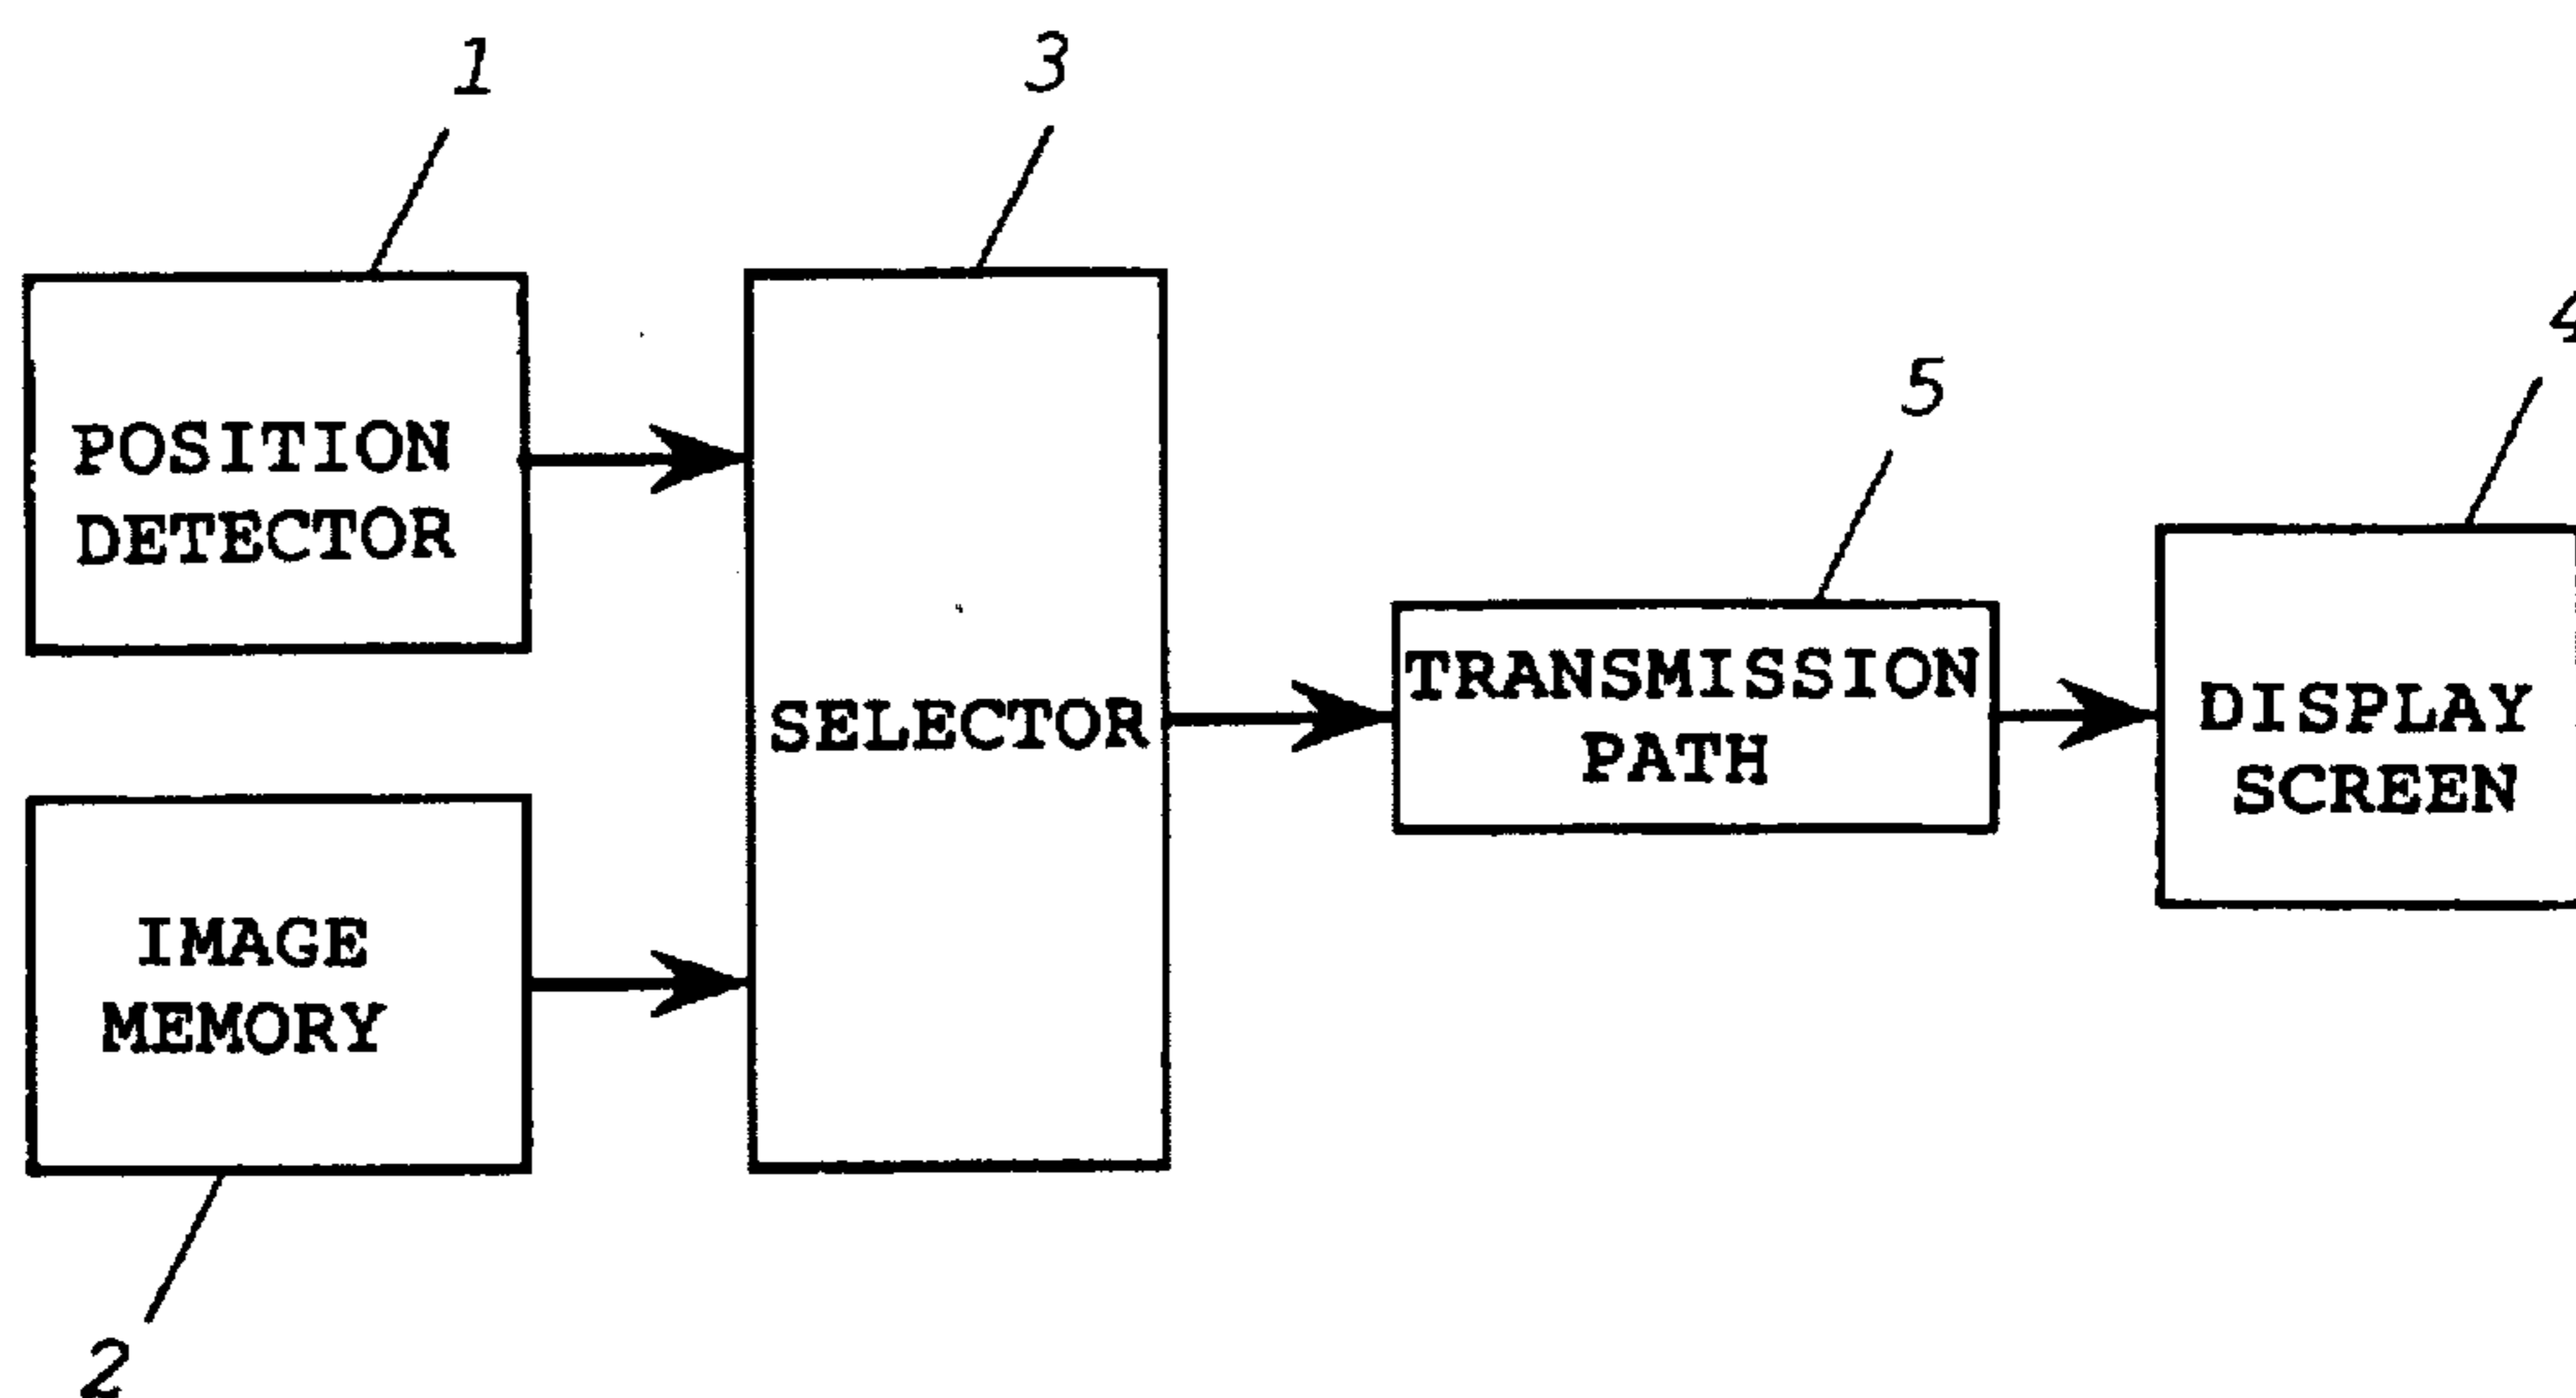 1
3
4
5
POSITION
DETECTOR
SELECTOR
TRANSMISSION
PATH
DISPLAY
SCREEN
IMAGE
MEMORY
2